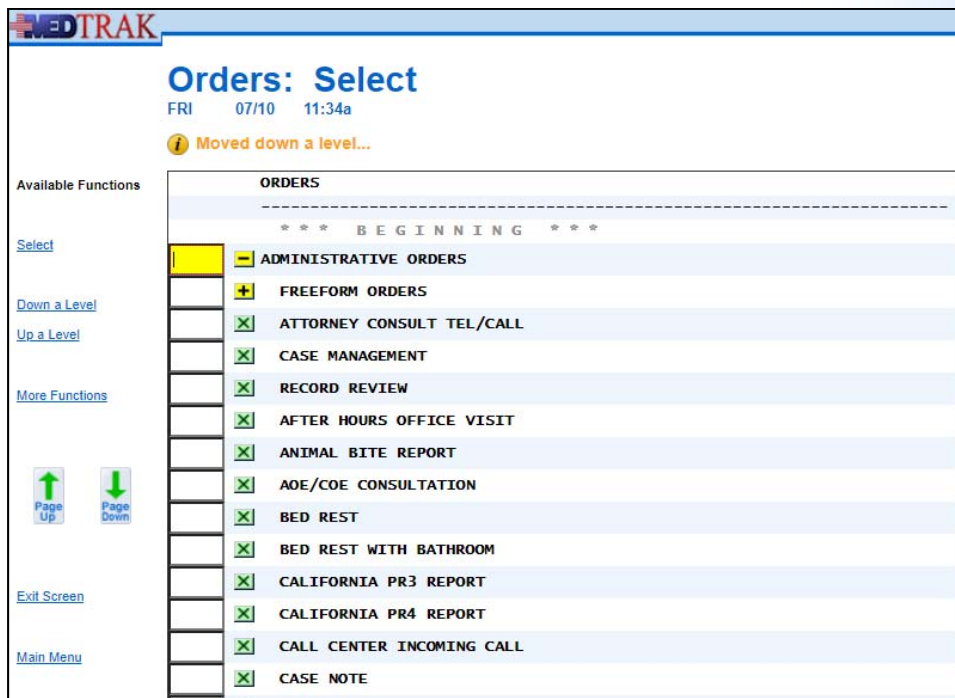 MEDTRAK
Orders: Select
FRI 07/10 11:34a
i Moved down a level...
Available Functions
Select
Down a Level
Up a Level
More Functions
Page Up
Page Down
Exit Screen
Main Menu
ORDERS
----------------------------------------------------------------------
* * * B E G I N N I N G * * *
- ADMINISTRATIVE ORDERS
+ FREEFORM ORDERS
X ATTORNEY CONSULT TEL/CALL
X CASE MANAGEMENT
X RECORD REVIEW
X AFTER HOURS OFFICE VISIT
X ANIMAL BITE REPORT
X AOE/COE CONSULTATION
X BED REST
X BED REST WITH BATHROOM
X CALIFORNIA PR3 REPORT
X CALIFORNIA PR4 REPORT
X CALL CENTER INCOMING CALL
X CASE NOTE